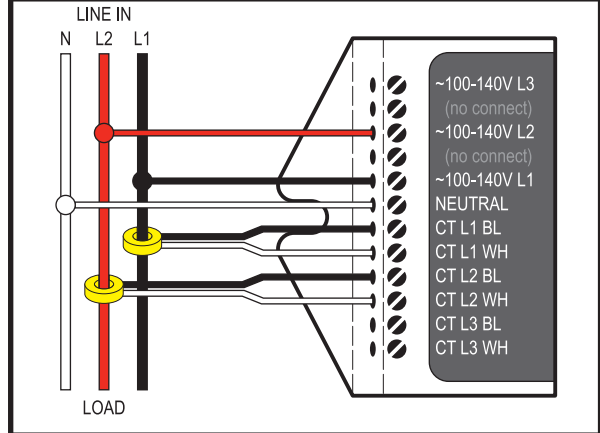 LINE IN
N L2 L1
~100-140V L3
(no connect)
~100-140V L2
(no connect)
~100-140V L1
NEUTRAL
CT L1 BL
CT L1 WH
CT L2 BL
CT L2 WH
CT L3 BL
CT L3 WH
LOAD